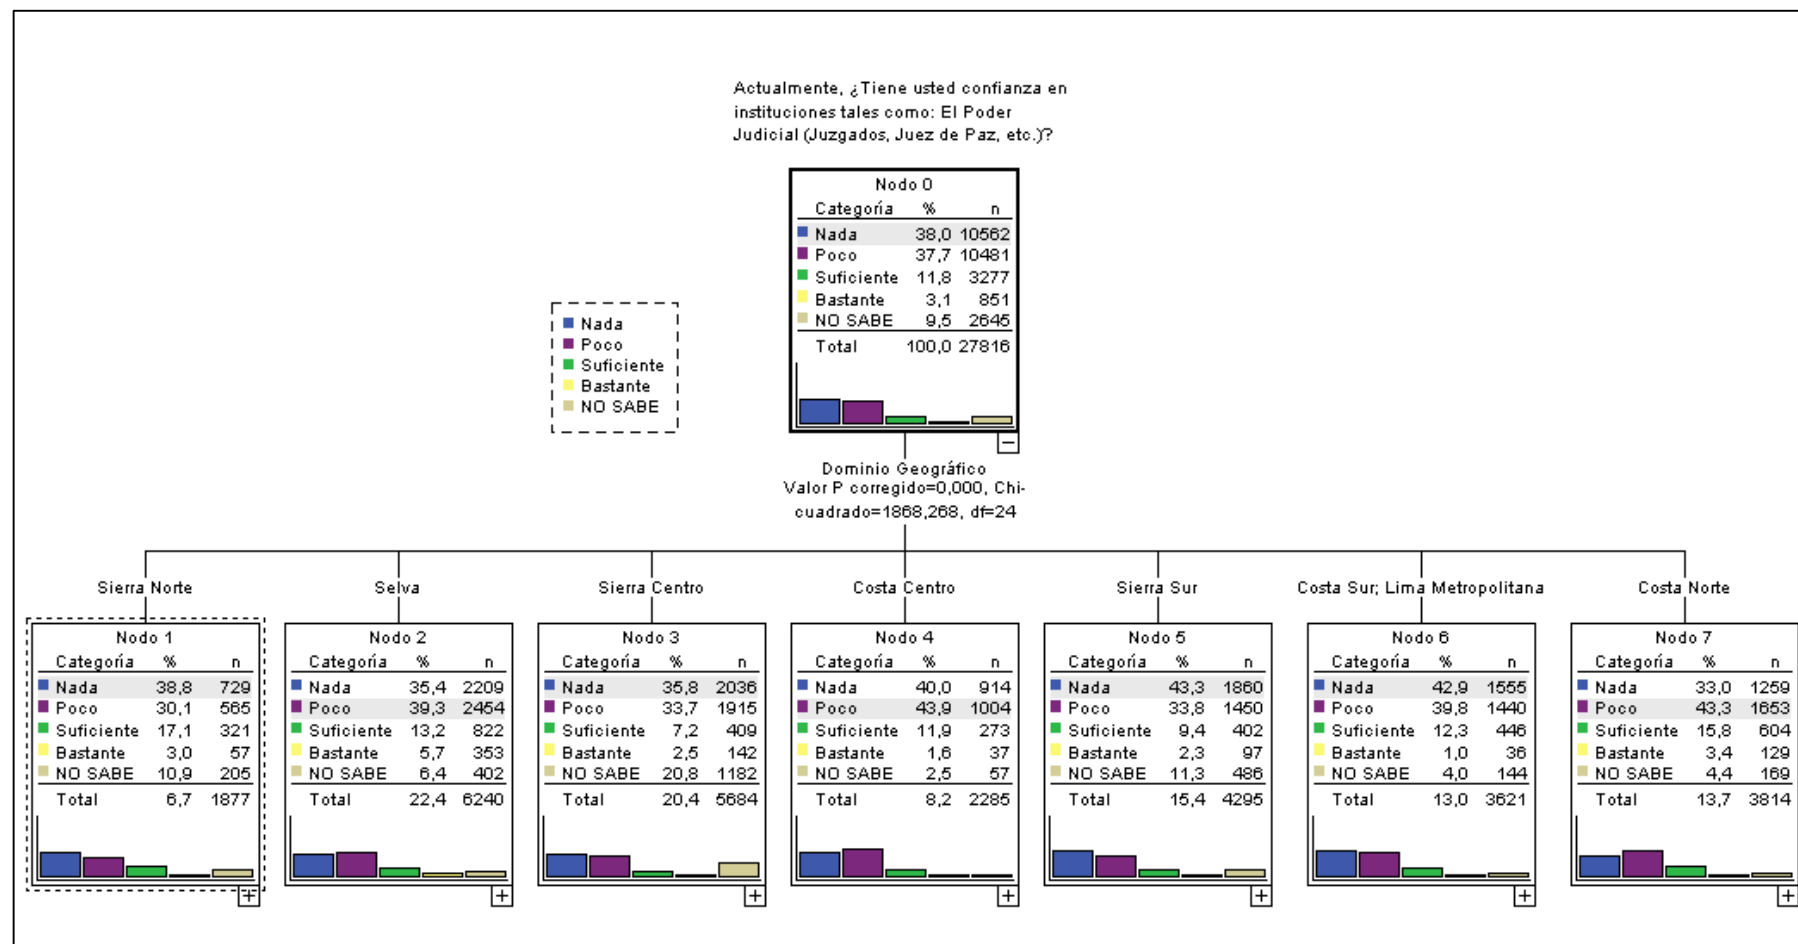 Actualmente, ¿Tiene usted confianza en
instituciones tales como: El Poder
Judicial (Juzgados, Juez de Paz, etc.)?
Nodo 0
Categoría % n
Nada 38,0 10562
Poco 37,7 10481
Suficiente 11,8 3277
Bastante 3,1 851
NO SABE 9,5 2645
Total 100,0 27816
Nada
Poco
Suficiente
Bastante
NO SABE
Dominio Geográfico
Valor P corregido=0,000, Chi-
cuadrado=1868,268, df=24
Sierra Norte
Nodo 1
Categoría % n
Nada 38,8 729
Poco 30,1 565
Suficiente 17,1 321
Bastante 3,0 57
NO SABE 10,9 205
Total 6,7 1877
Selva
Nodo 2
Categoría % n
Nada 35,4 2209
Poco 39,3 2454
Suficiente 13,2 822
Bastante 5,7 353
NO SABE 6,4 402
Total 22,4 6240
Sierra Centro
Nodo 3
Categoría % n
Nada 35,8 2036
Poco 33,7 1915
Suficiente 7,2 409
Bastante 2,5 142
NO SABE 20,8 1182
Total 20,4 5684
Costa Centro
Nodo 4
Categoría % n
Nada 40,0 914
Poco 43,9 1004
Suficiente 11,9 273
Bastante 1,6 37
NO SABE 2,5 57
Total 8,2 2285
Sierra Sur
Nodo 5
Categoría % n
Nada 43,3 1860
Poco 33,8 1450
Suficiente 9,4 402
Bastante 2,3 97
NO SABE 11,3 486
Total 15,4 4295
Costa Sur; Lima Metropolitana
Nodo 6
Categoría % n
Nada 42,9 1555
Poco 39,8 1440
Suficiente 12,3 446
Bastante 1,0 36
NO SABE 4,0 144
Total 13,0 3621
Costa Norte
Nodo 7
Categoría % n
Nada 33,0 1259
Poco 43,3 1653
Suficiente 15,8 604
Bastante 3,4 129
NO SABE 4,4 169
Total 13,7 3814